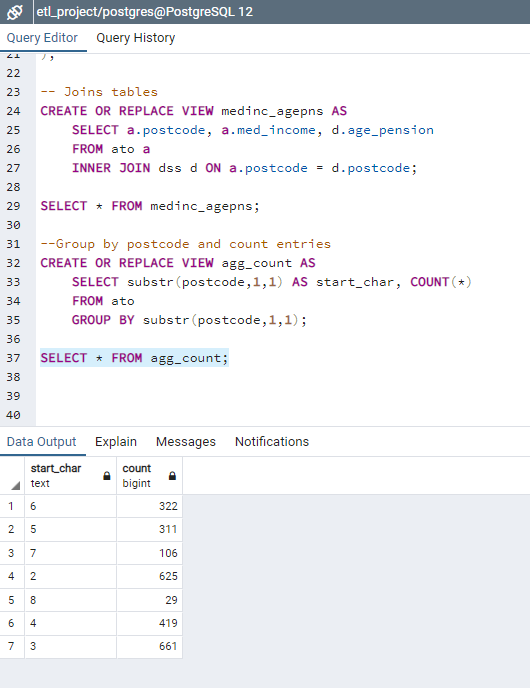 etl_project/postgres@PostgreSQL 12
Query Editor Query History
21 );
22
23 -- Joins tables
24 CREATE OR REPLACE VIEW medinc_agepns AS
25 SELECT a.postcode, a.med_income, d.age_pension
26 FROM ato a
27 INNER JOIN dss d ON a.postcode = d.postcode;
28
29 SELECT * FROM medinc_agepns;
30
31 --Group by postcode and count entries
32 CREATE OR REPLACE VIEW agg_count AS
33 SELECT substr(postcode,1,1) AS start_char, COUNT(*)
34 FROM ato
35 GROUP BY substr(postcode,1,1);
36
37 SELECT * FROM agg_count;
38
39
40
Data Output Explain Messages Notifications
start_char count
text bigint
1 6 322
2 5 311
3 7 106
4 2 625
5 8 29
6 4 419
7 3 661